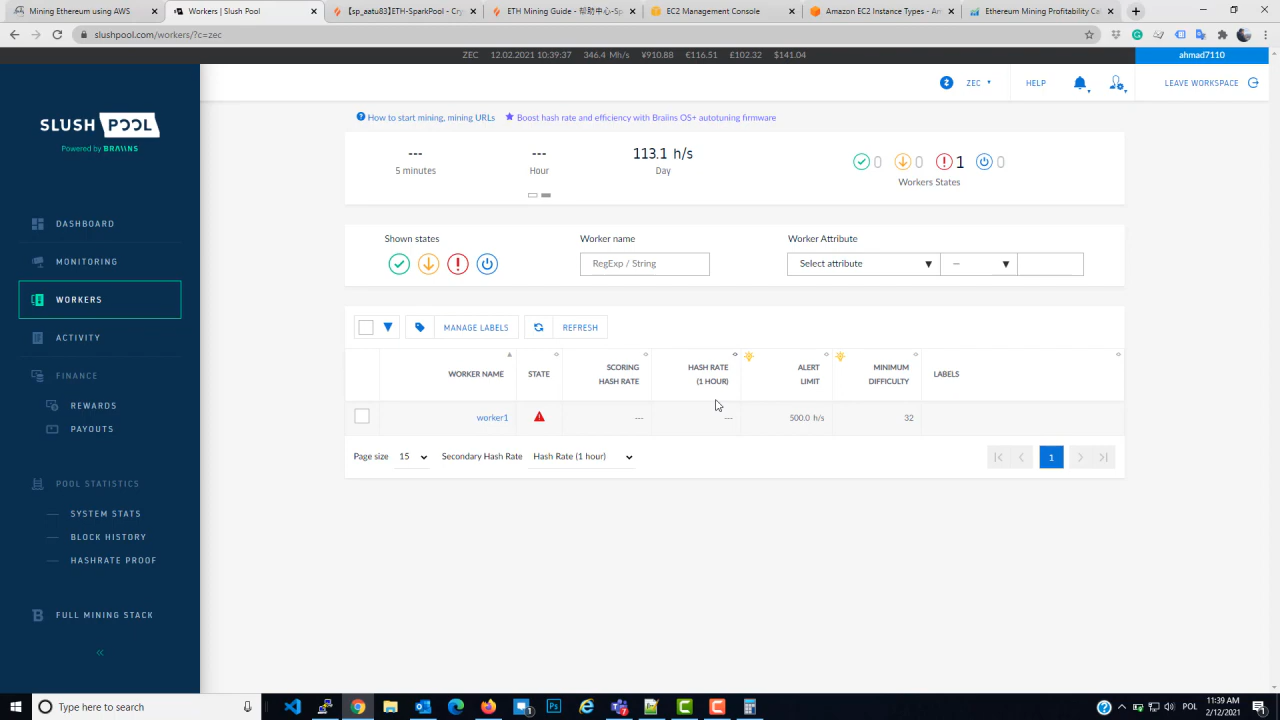 Mining Ethereum using AWS
Workers | Slush Pool
[spp_aatu83]ETH-SparkPool - Cry
ETH Mining Guide - 帮助中心-Sp
EC2 Management Console
Amazon EC2 Instance Types - Am
Ethereum Mining Profitability Ca
slushpool.com/workers/?c=zec
ZEC 12.02.2021 10:39:37 346.4 Mh/s ¥910.88 €116.51 £102.32 $141.04
ahmad7110
ZEC
HELP
LEAVE WORKSPACE
SLUSH POOL
Powered by BRAIINS
DASHBOARD
MONITORING
WORKERS
ACTIVITY
FINANCE
REWARDS
PAYOUTS
POOL STATISTICS
SYSTEM STATS
BLOCK HISTORY
HASHRATE PROOF
FULL MINING STACK
«
How to start mining, mining URLs
Boost hash rate and efficiency with Braiins OS+ autotuning firmware
--- --- 113.1 h/s
5 minutes Hour Day
0 0 1 0
Workers States
Shown states
Worker name
Worker Attribute
RegExp / String
Select attribute
–
MANAGE LABELS
REFRESH
WORKER NAME
STATE
SCORING
HASH RATE
HASH RATE
(1 HOUR)
ALERT
LIMIT
MINIMUM
DIFFICULTY
LABELS
worker1 --- --- 500.0 h/s 32
Page size 15 Secondary Hash Rate Hash Rate (1 hour)
1
Type here to search
POL
11:39 AM
2/12/2021